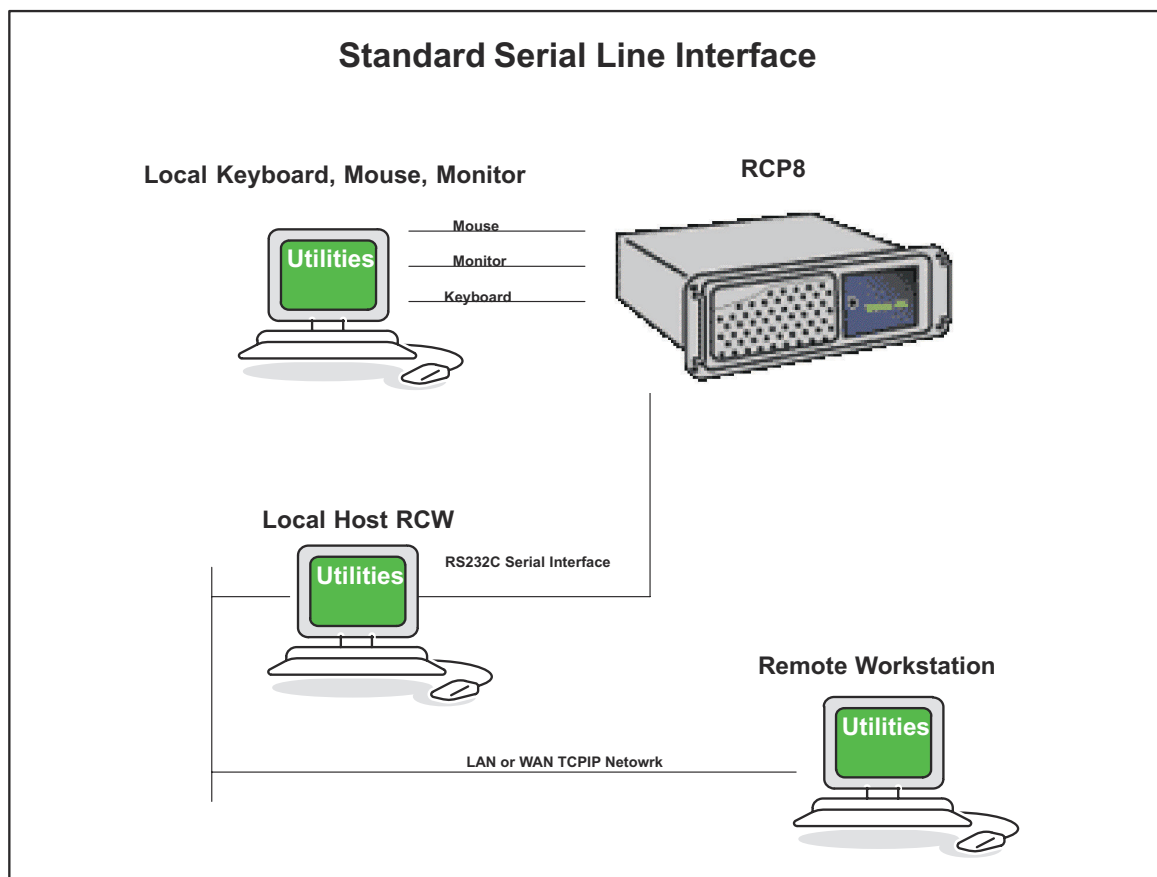 Standard Serial Line Interface
Local Keyboard, Mouse, Monitor
RCP8
Utilities
Mouse
Monitor
Keyboard
Local Host RCW
Utilities
RS232C Serial Interface
Remote Workstation
Utilities
LAN or WAN TCPIP Netowrk